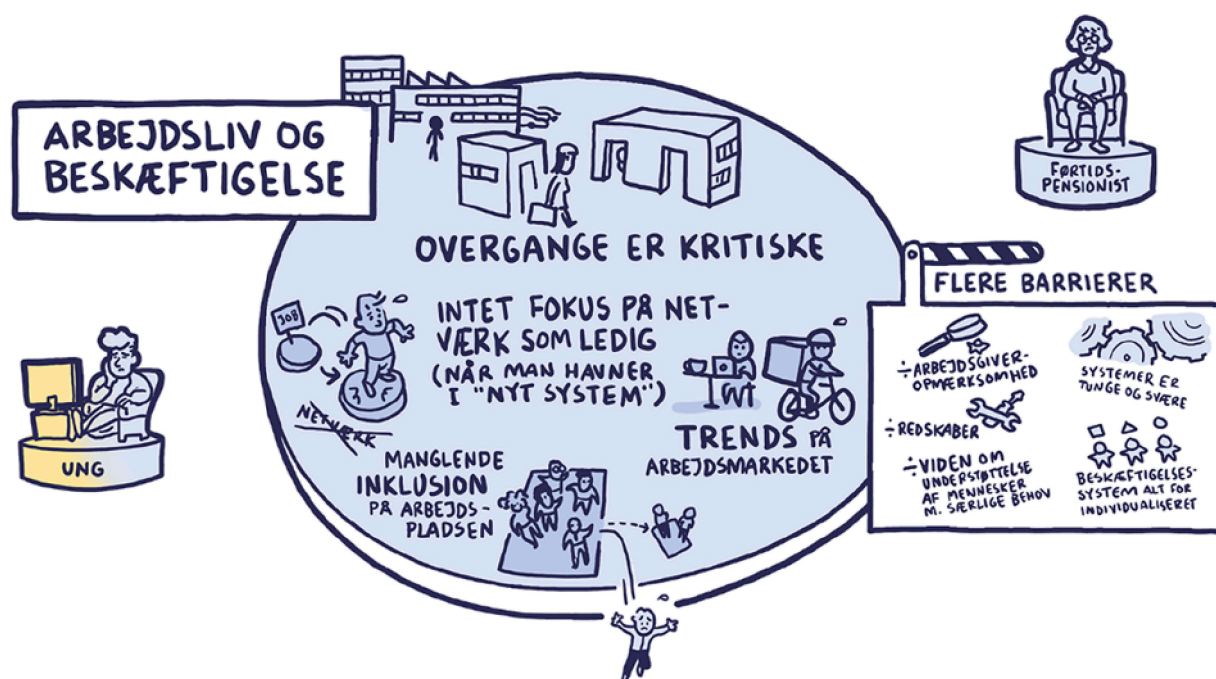 ARBEJDSLIV OG
BESKÆFTIGELSE
FØRTIDS-
PENSIONIST
OVERGANGE ER KRITISKE
FLERE BARRIERER
JOB
INTET FOKUS PÅ NET-
VÆRK SOM LEDIG
(NÅR MAN HAVNER
I "NYT SYSTEM")
NETVÆRK
UNG
TRENDS PÅ
ARBEJDSMARKEDET
MANGLENDE
INKLUSION
PÅ ARBEJDS-
PLADSEN
÷ARBEJDSGIVER-
OPMÆRKSOMHED
÷REDSKABER
÷VIDEN OM
UNDERSTØTTELSE
AF MENNESKER
M. SÆRLIGE BEHOV
SYSTEMER ER
TUNGE OG SVÆRE
BESKÆFTIGELSES-
SYSTEM ALT FOR
INDIVIDUALISERET